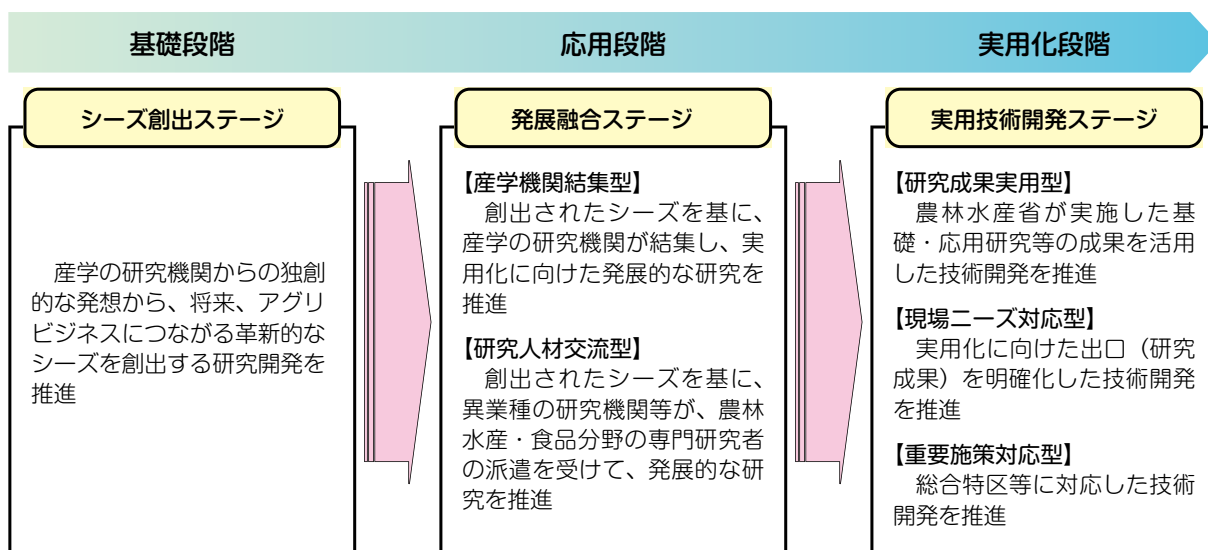 基礎段階
応用段階
実用化段階
シーズ創出ステージ
産学の研究機関からの独創
的な発想から、将来、アグリ
ビジネスにつながる革新的な
シーズを創出する研究開発を
推進
発展融合ステージ
【産学機関結集型】
創出されたシーズを基に、
産学の研究機関が結集し、実
用化に向けた発展的な研究を
推進
【研究人材交流型】
創出されたシーズを基に、
異業種の研究機関等が、農林
水産・食品分野の専門研究者
の派遣を受けて、発展的な研
究を推進
実用技術開発ステージ
【研究成果実用型】
農林水産省が実施した基
礎・応用研究等の成果を活用
した技術開発を推進
【現場ニーズ対応型】
実用化に向けた出口（研究
成果）を明確化した技術開発
を推進
【重要施策対応型】
総合特区等に対応した技術
開発を推進